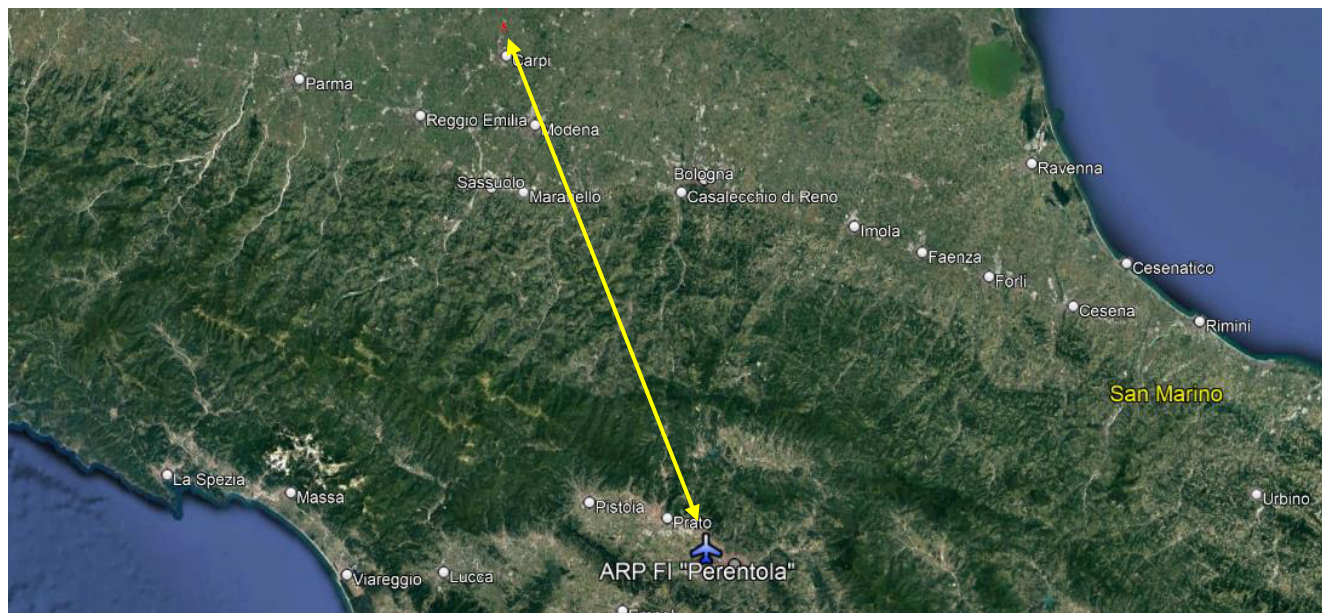 Carpi
Parma
Reggio Emilia
Modena
Ravenna
Bologna
Sassuolo
Maranello
Casalecchio di Reno
Imola
Faenza
Forlì
Cesenatico
Cesena
Rimini
San Marino
La Spezia
Massa
Pistoia
Urbino
Prato
ARP FI "Perentola"
Viareggio
Lucca